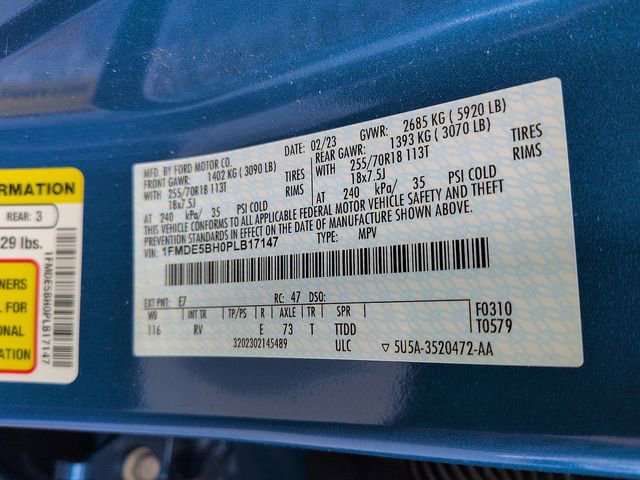 RMATION
REAR: 3
29 lbs.
NERS
L FOR
ONAL
ATION
1FMDE5BH0PLB17147
MFD. BY FORD MOTOR CO.
DATE: 02/23
GVWR: 2685 KG ( 5920 LB)
FRONT GAWR: 1402 KG ( 3090 LB)
REAR GAWR: 1393 KG ( 3070 LB)
WITH 255/70R18 113T TIRES
WITH 255/70R18 113T TIRES
18x7.5J RIMS
18x7.5J RIMS
AT 240 kPa/ 35 PSI COLD
AT 240 kPa/ 35 PSI COLD
THIS VEHICLE CONFORMS TO ALL APPLICABLE FEDERAL MOTOR VEHICLE SAFETY AND THEFT
PREVENTION STANDARDS IN EFFECT ON THE DATE OF MANUFACTURE SHOWN ABOVE.
VIN: 1FMDE5BH0PLB17147
TYPE: MPV
EXT PNT: E7 RC: 47 DSO:
WB INT TR TP/PS R AXLE TR SPR
116 RV E 73 T TTDD
F0310
T0579
3202302145489 ULC ▽ 5U5A-3520472-AA